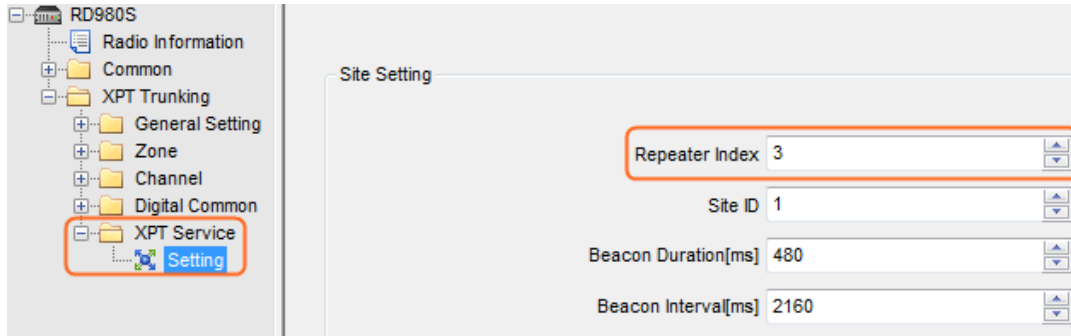 RD980S
Radio Information
Common
XPT Trunking
General Setting
Zone
Channel
Digital Common
XPT Service
Setting
Site Setting
Repeater Index 3
Site ID 1
Beacon Duration[ms] 480
Beacon Interval[ms] 2160